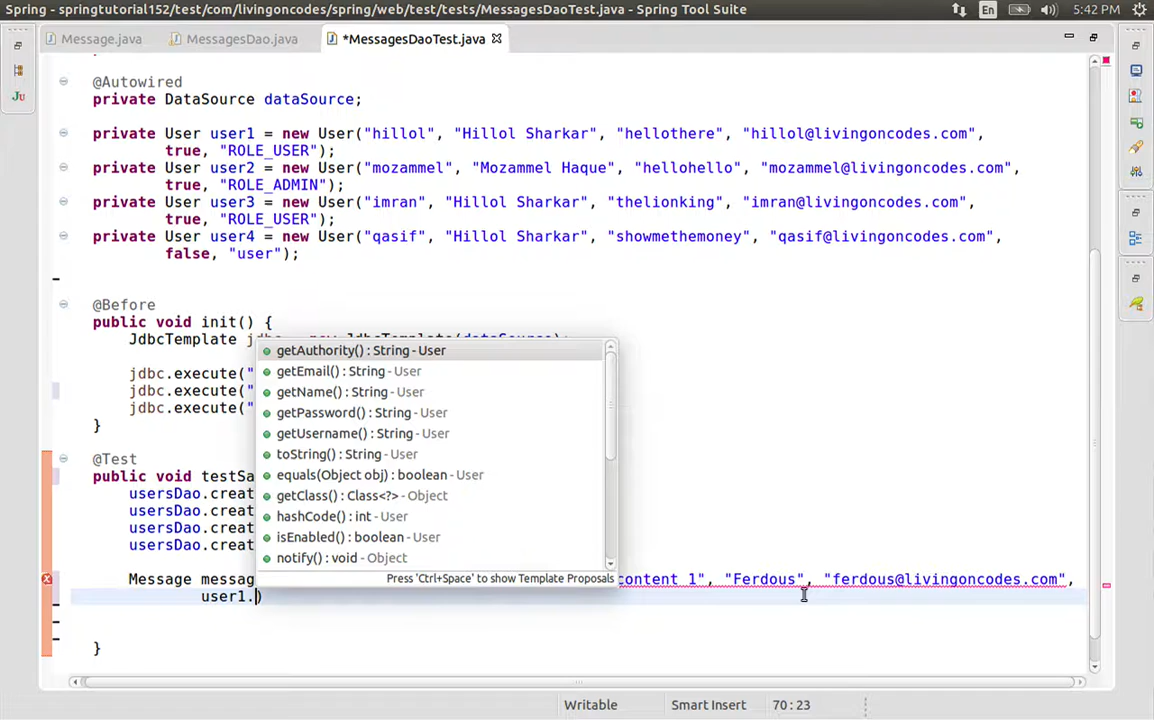 Spring - springtutorial152/test/com/livingoncodes/spring/web/test/tests/MessagesDaoTest.java - Spring Tool Suite
En
5:42 PM
Message.java
MessagesDao.java
*MessagesDaoTest.java
@Autowired
private DataSource dataSource;
private User user1 = new User("hillol", "Hillol Sharkar", "hellothere", "hillol@livingoncodes.com",
true, "ROLE_USER");
private User user2 = new User("mozammel", "Mozammel Haque", "hellohello", "mozammel@livingoncodes.com",
true, "ROLE_ADMIN");
private User user3 = new User("imran", "Hillol Sharkar", "thelionking", "imran@livingoncodes.com",
true, "ROLE_USER");
private User user4 = new User("qasif", "Hillol Sharkar", "showmethemoney", "qasif@livingoncodes.com",
false, "user");
@Before
public void init() {
JdbcTemplate jdbc = new JdbcTemplate(dataSource);
jdbc.execute("
jdbc.execute("
jdbc.execute("
}
@Test
public void testSa
usersDao.creat
usersDao.creat
usersDao.creat
usersDao.creat
Message messag content 1", "Ferdous", "ferdous@livingoncodes.com",
user1.)
}
getAuthority() : String - User
getEmail() : String - User
getName() : String - User
getPassword() : String - User
getUsername() : String - User
toString() : String - User
equals(Object obj) : boolean - User
getClass() : Class<?> - Object
hashCode() : int - User
isEnabled() : boolean - User
notify() : void - Object
Press 'Ctrl+Space' to show Template Proposals
Ju
Writable
Smart Insert
70 : 23